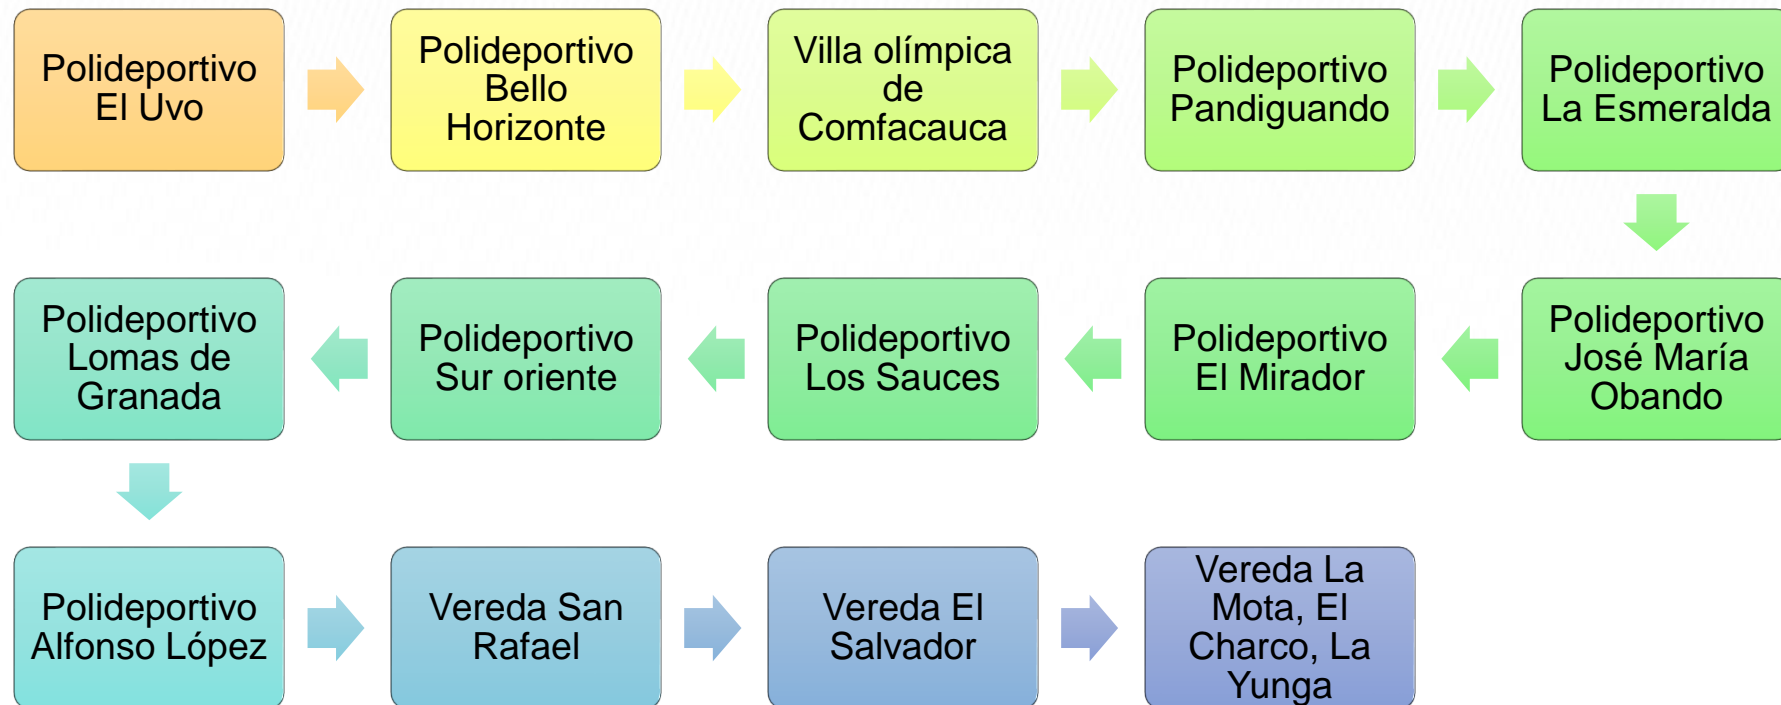 Polideportivo
El Uvo
Polideportivo
Bello
Horizonte
Villa olímpica
de
Comfacauca
Polideportivo
Pandiguando
Polideportivo
La Esmeralda
Polideportivo
José María
Obando
Polideportivo
El Mirador
Polideportivo
Los Sauces
Polideportivo
Sur oriente
Polideportivo
Lomas de
Granada
Polideportivo
Alfonso López
Vereda San
Rafael
Vereda El
Salvador
Vereda La
Mota, El
Charco, La
Yunga